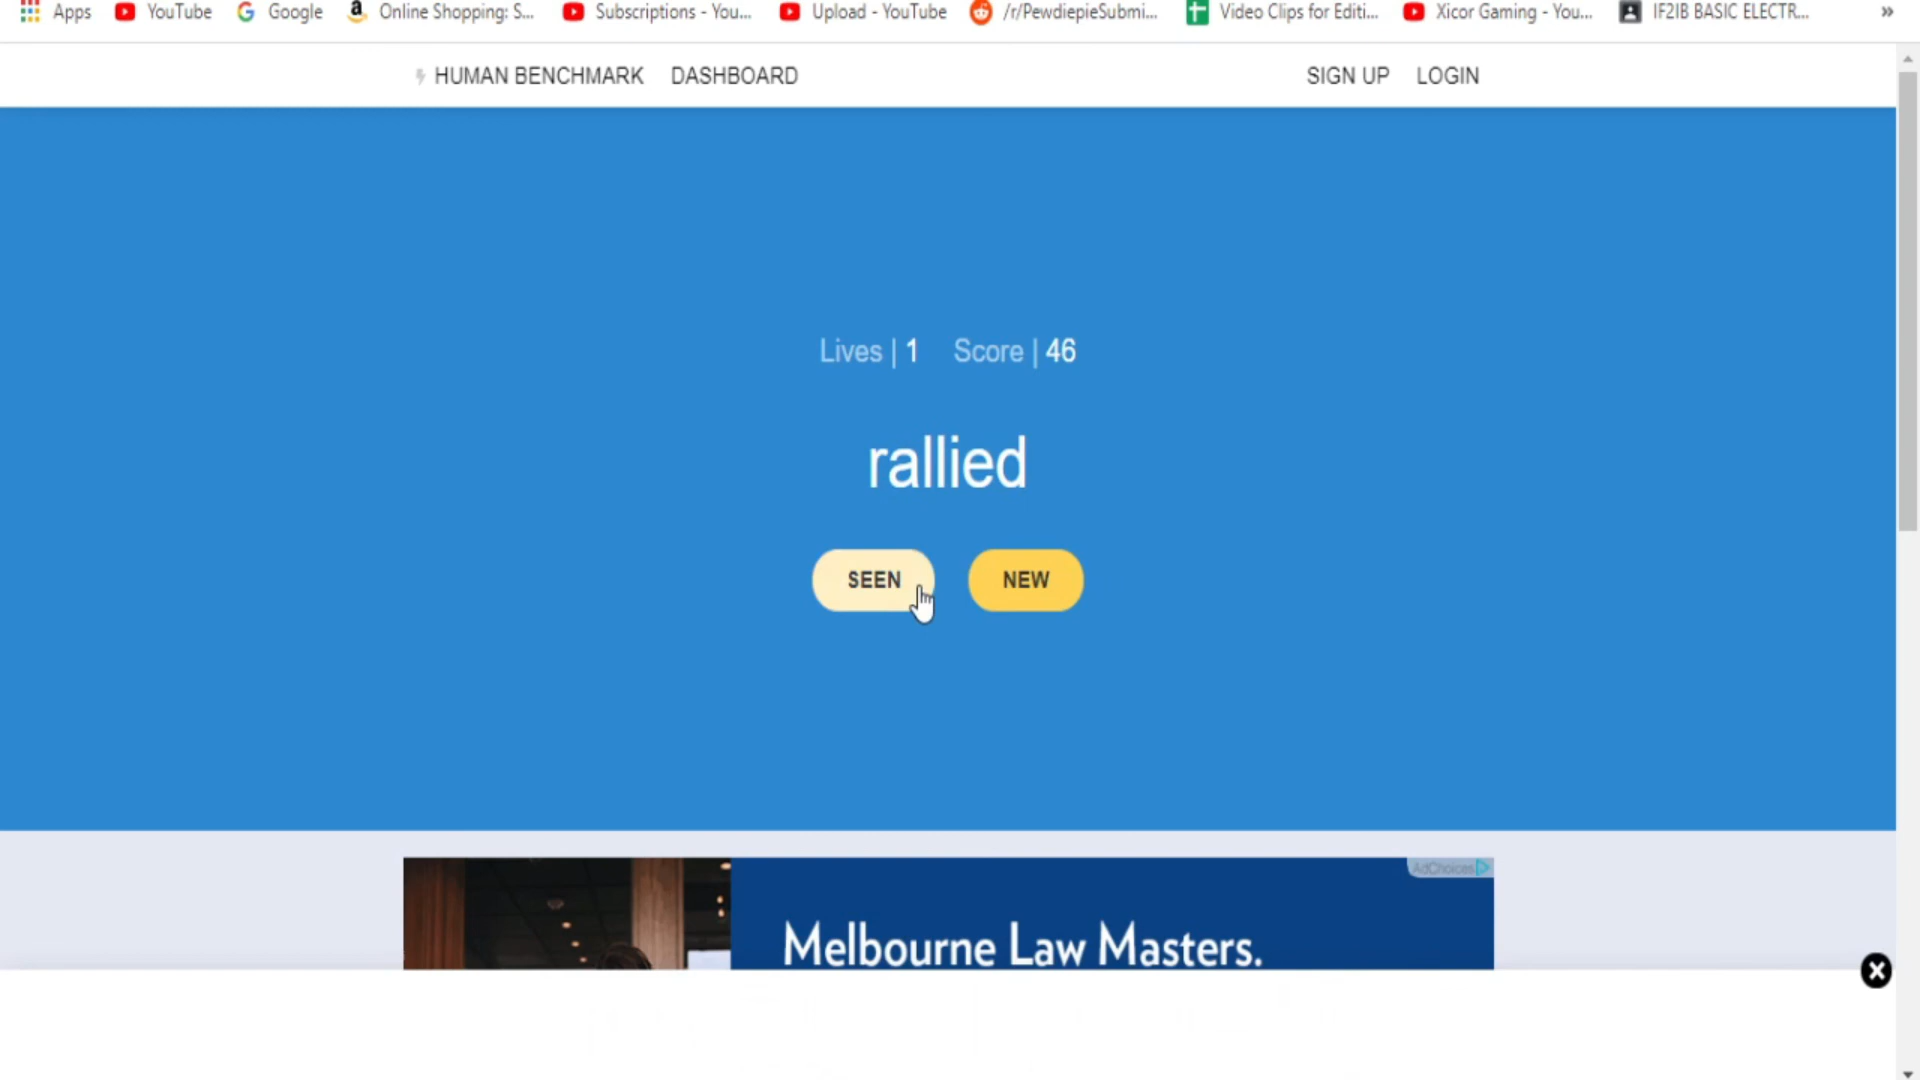 Apps YouTube Google Online Shopping: S... Subscriptions - You... Upload - YouTube /r/PewdiepieSubmi... Video Clips for Editi... Xicor Gaming - You... IF2IB BASIC ELECTR... »
HUMAN BENCHMARK DASHBOARD SIGN UP LOGIN
Lives | 1 Score | 46
rallied
SEEN NEW
AdChoices
Melbourne Law Masters.